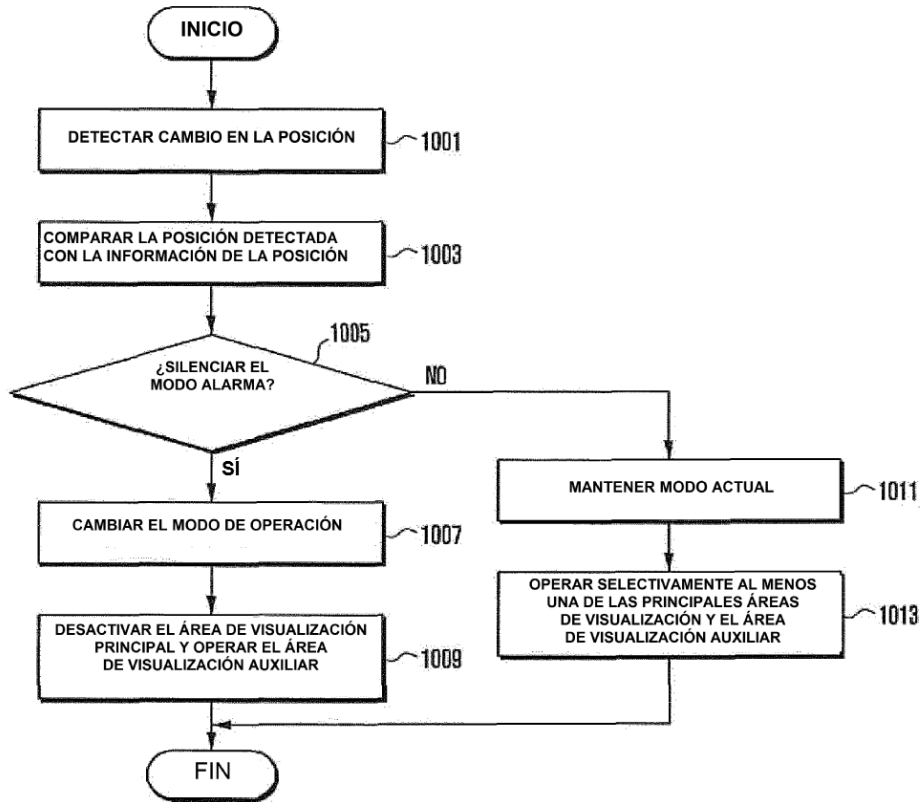 INICIO
DETECTAR CAMBIO EN LA POSICIÓN
1001
COMPARAR LA POSICIÓN DETECTADA
CON LA INFORMACIÓN DE LA POSICIÓN
1003
1005
¿SILENCIAR EL
MODO ALARMA?
NO
SÍ
CAMBIAR EL MODO DE OPERACIÓN
1007
MANTENER MODO ACTUAL
1011
DESACTIVAR EL ÁREA DE VISUALIZACIÓN
PRINCIPAL Y OPERAR EL ÁREA
DE VISUALIZACIÓN AUXILIAR
1009
OPERAR SELECTIVAMENTE AL MENOS
UNA DE LAS PRINCIPALES ÁREAS
DE VISUALIZACIÓN Y EL ÁREA
DE VISUALIZACIÓN AUXILIAR
1013
FIN